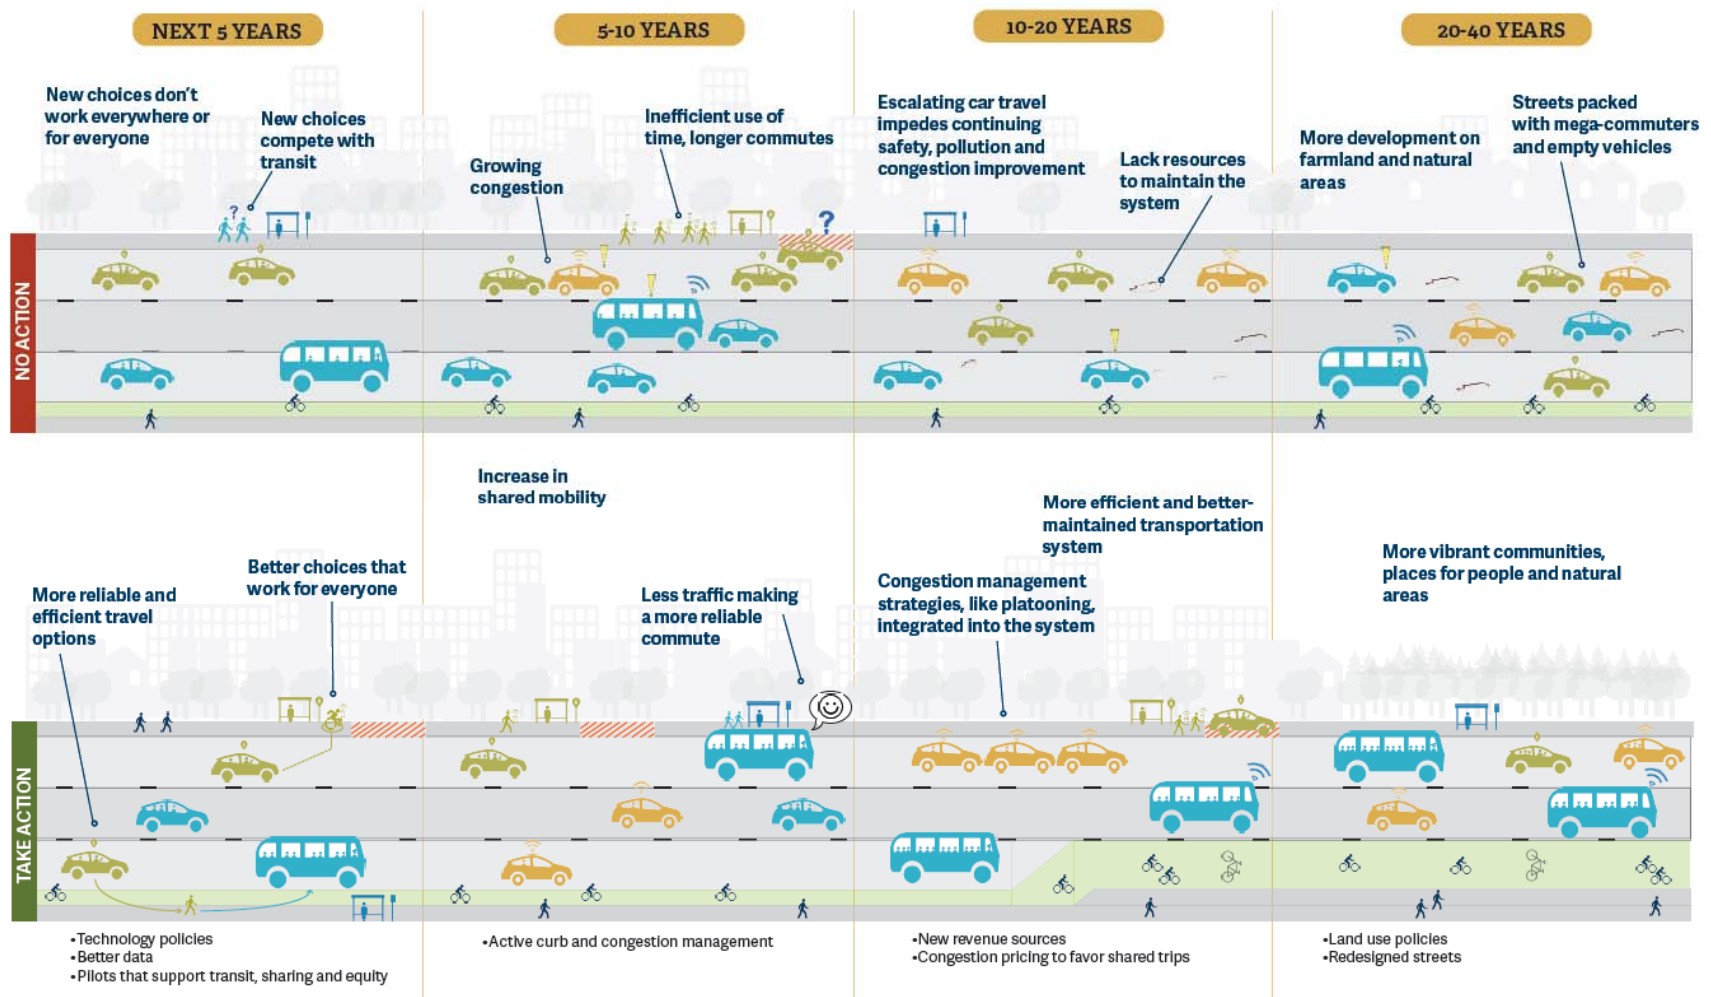 NEXT 5 YEARS
5-10 YEARS
10-20 YEARS
20-40 YEARS
NO ACTION
New choices don't
work everywhere or
for everyone
New choices
compete with
transit
?
Growing
congestion
Inefficient use of
time, longer commutes
?
Escalating car travel
impedes continuing
safety, pollution and
congestion improvement
Lack resources
to maintain the
system
More development on
farmland and natural
areas
Streets packed
with mega-commuters
and empty vehicles
TAKE ACTION
More reliable and
efficient travel
options
Better choices that
work for everyone
Increase in
shared mobility
Less traffic making
a more reliable
commute
Congestion management
strategies, like platooning,
integrated into the system
More efficient and better-
maintained transportation
system
More vibrant communities,
places for people and natural
areas
•Technology policies
•Better data
•Pilots that support transit, sharing and equity
•Active curb and congestion management
•New revenue sources
•Congestion pricing to favor shared trips
•Land use policies
•Redesigned streets